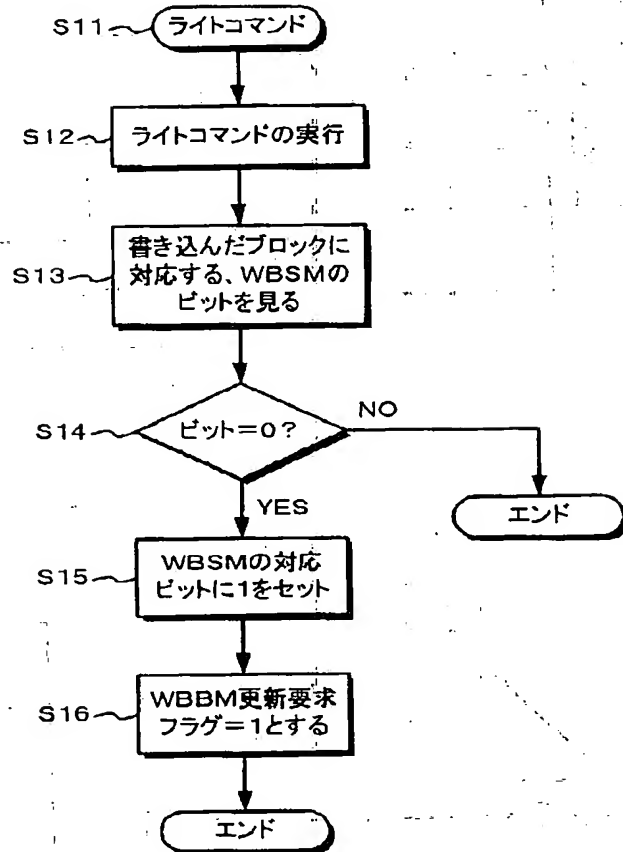 S11 ライトコマンド
S12 ライトコマンドの実行
書き込んだブロックに
S13 対応する、WBSMの
ビットを見る
S14 ビット=0? NO
YES エンド
S15 WBSMの対応
ビットに1をセット
S16 WBBM更新要求
フラグ=1とする
エンド